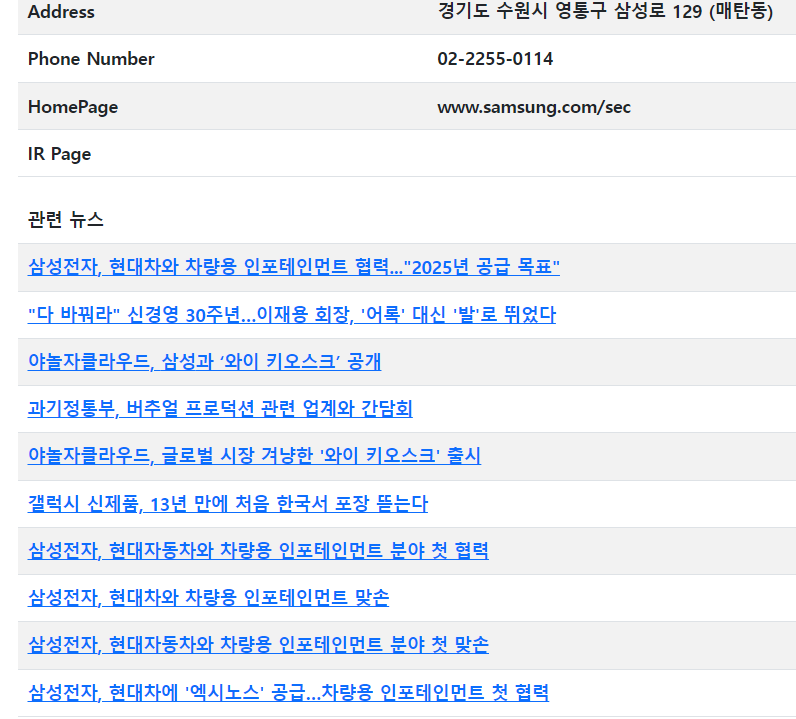 Address 경기도 수원시 영통구 삼성로 129 (매탄동)
Phone Number 02-2255-0114
HomePage www.samsung.com/sec
IR Page
관련 뉴스
삼성전자, 현대차와 차량용 인포테인먼트 협력..."2025년 공급 목표"
"다 바꿔라" 신경영 30주년...이재용 회장, '어록' 대신 '발'로 뛰었다
야놀자클라우드, 삼성과 ‘와이 키오스크’ 공개
과기정통부, 버추얼 프로덕션 관련 업계와 간담회
야놀자클라우드, 글로벌 시장 겨냥한 '와이 키오스크' 출시
갤럭시 신제품, 13년 만에 처음 한국서 포장 뜯는다
삼성전자, 현대자동차와 차량용 인포테인먼트 분야 첫 협력
삼성전자, 현대차와 차량용 인포테인먼트 맞손
삼성전자, 현대자동차와 차량용 인포테인먼트 분야 첫 맞손
삼성전자, 현대차에 '엑시노스' 공급...차량용 인포테인먼트 첫 협력